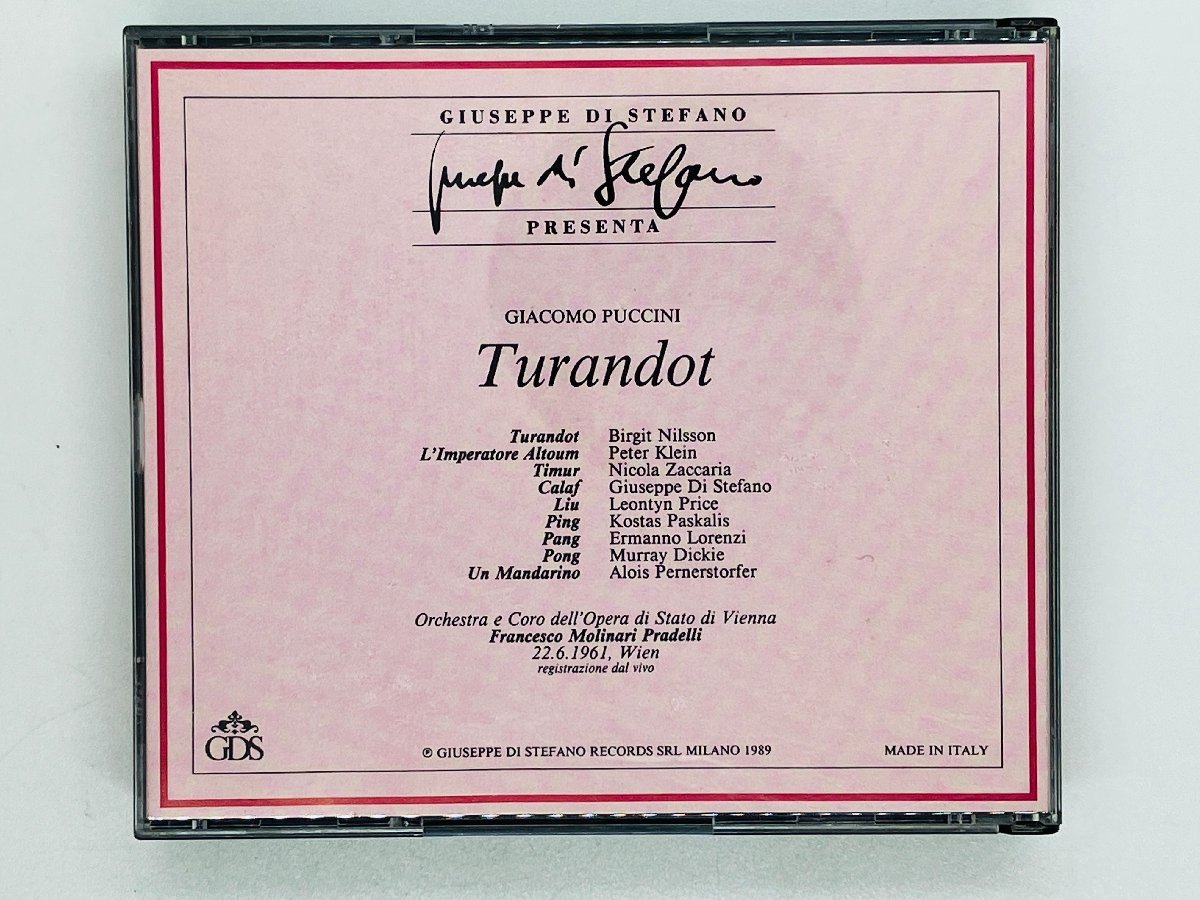 GIUSEPPE DI STEFANO
Giuseppe di Stefano
PRESENTA
GIACOMO PUCCINI
Turandot
Turandot Birgit Nilsson
L'Imperatore Altoum Peter Klein
Timur Nicola Zaccaria
Calaf Giuseppe Di Stefano
Liu Leontyn Price
Ping Kostas Paskalis
Pang Ermanno Lorenzi
Pong Murray Dickie
Un Mandarino Alois Pernerstorfer
Orchestra e Coro dell'Opera di Stato di Vienna
Francesco Molinari Pradelli
22.6.1961, Wien
registrazione dal vivo
GDS
℗ GIUSEPPE DI STEFANO RECORDS SRL MILANO 1989
MADE IN ITALY